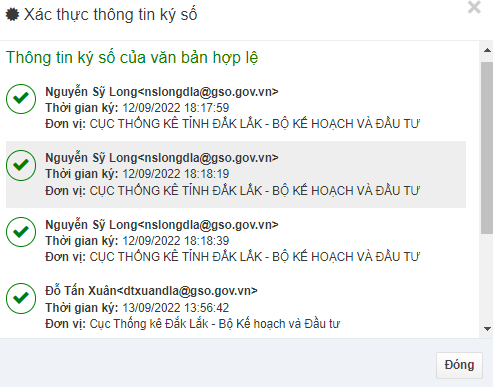 Xác thực thông tin ký số
×
Thông tin ký số của văn bản hợp lệ
Nguyễn Sỹ Long<nslongdla@gso.gov.vn>
Thời gian ký: 12/09/2022 18:17:59
Đơn vị: CỤC THỐNG KÊ TỈNH ĐẮK LẮK - BỘ KẾ HOẠCH VÀ ĐẦU TƯ
Nguyễn Sỹ Long<nslongdla@gso.gov.vn>
Thời gian ký: 12/09/2022 18:18:19
Đơn vị: CỤC THỐNG KÊ TỈNH ĐẮK LẮK - BỘ KẾ HOẠCH VÀ ĐẦU TƯ
Nguyễn Sỹ Long<nslongdla@gso.gov.vn>
Thời gian ký: 12/09/2022 18:18:39
Đơn vị: CỤC THỐNG KÊ TỈNH ĐẮK LẮK - BỘ KẾ HOẠCH VÀ ĐẦU TƯ
Đỗ Tấn Xuân<dtxuandla@gso.gov.vn>
Thời gian ký: 13/09/2022 13:56:42
Đơn vị: Cục Thống kê Đắk Lắk - Bộ Kế hoạch và Đầu tư
Đóng